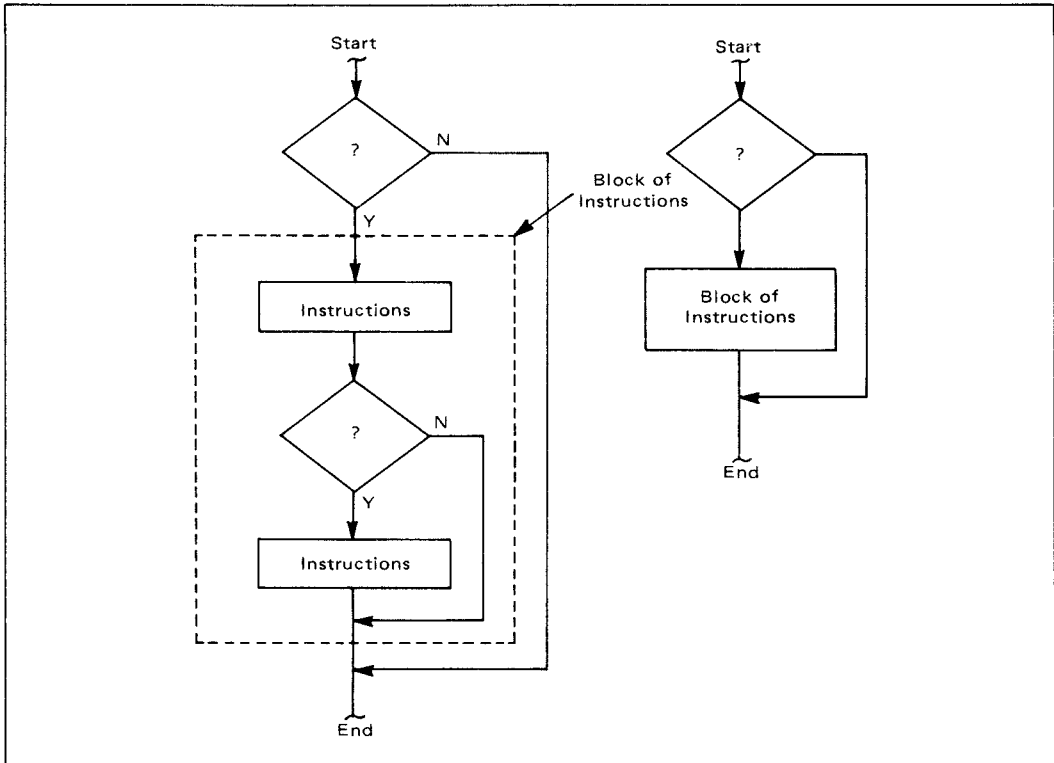 Start
?
N
Y
Block of
Instructions
Instructions
?
N
Y
Instructions
End
Start
?
Block of
Instructions
End